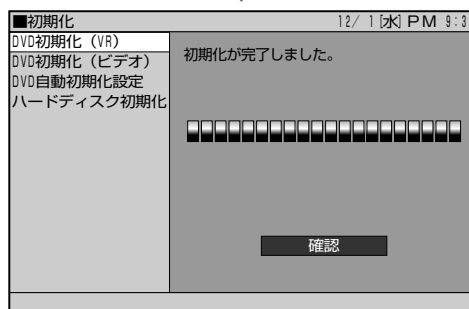 ■初期化 12/ 1[水] PM 9:3
DVD初期化（VR）
DVD初期化（ビデオ）
DVD自動初期化設定
ハードディスク初期化
初期化が完了しました。
確認